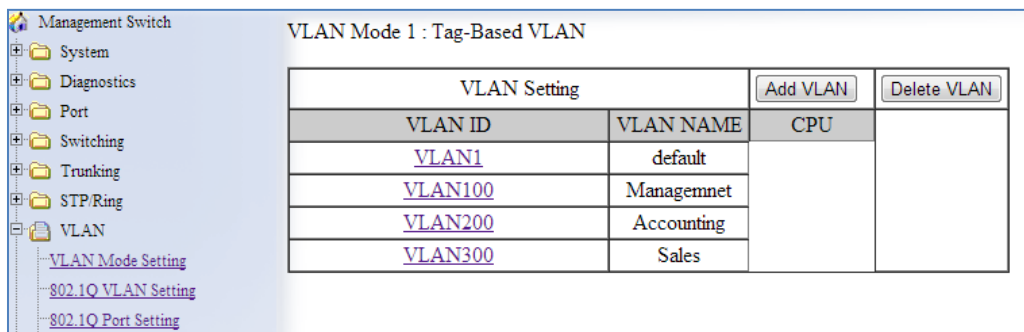 Management Switch
System
Diagnostics
Port
Switching
Trunking
STP/Ring
VLAN
VLAN Mode Setting
802.1Q VLAN Setting
802.1Q Port Setting
VLAN Mode 1 : Tag-Based VLAN
VLAN Setting Add VLAN Delete VLAN
VLAN ID VLAN NAME CPU
VLAN1 default
VLAN100 Managemnet
VLAN200 Accounting
VLAN300 Sales